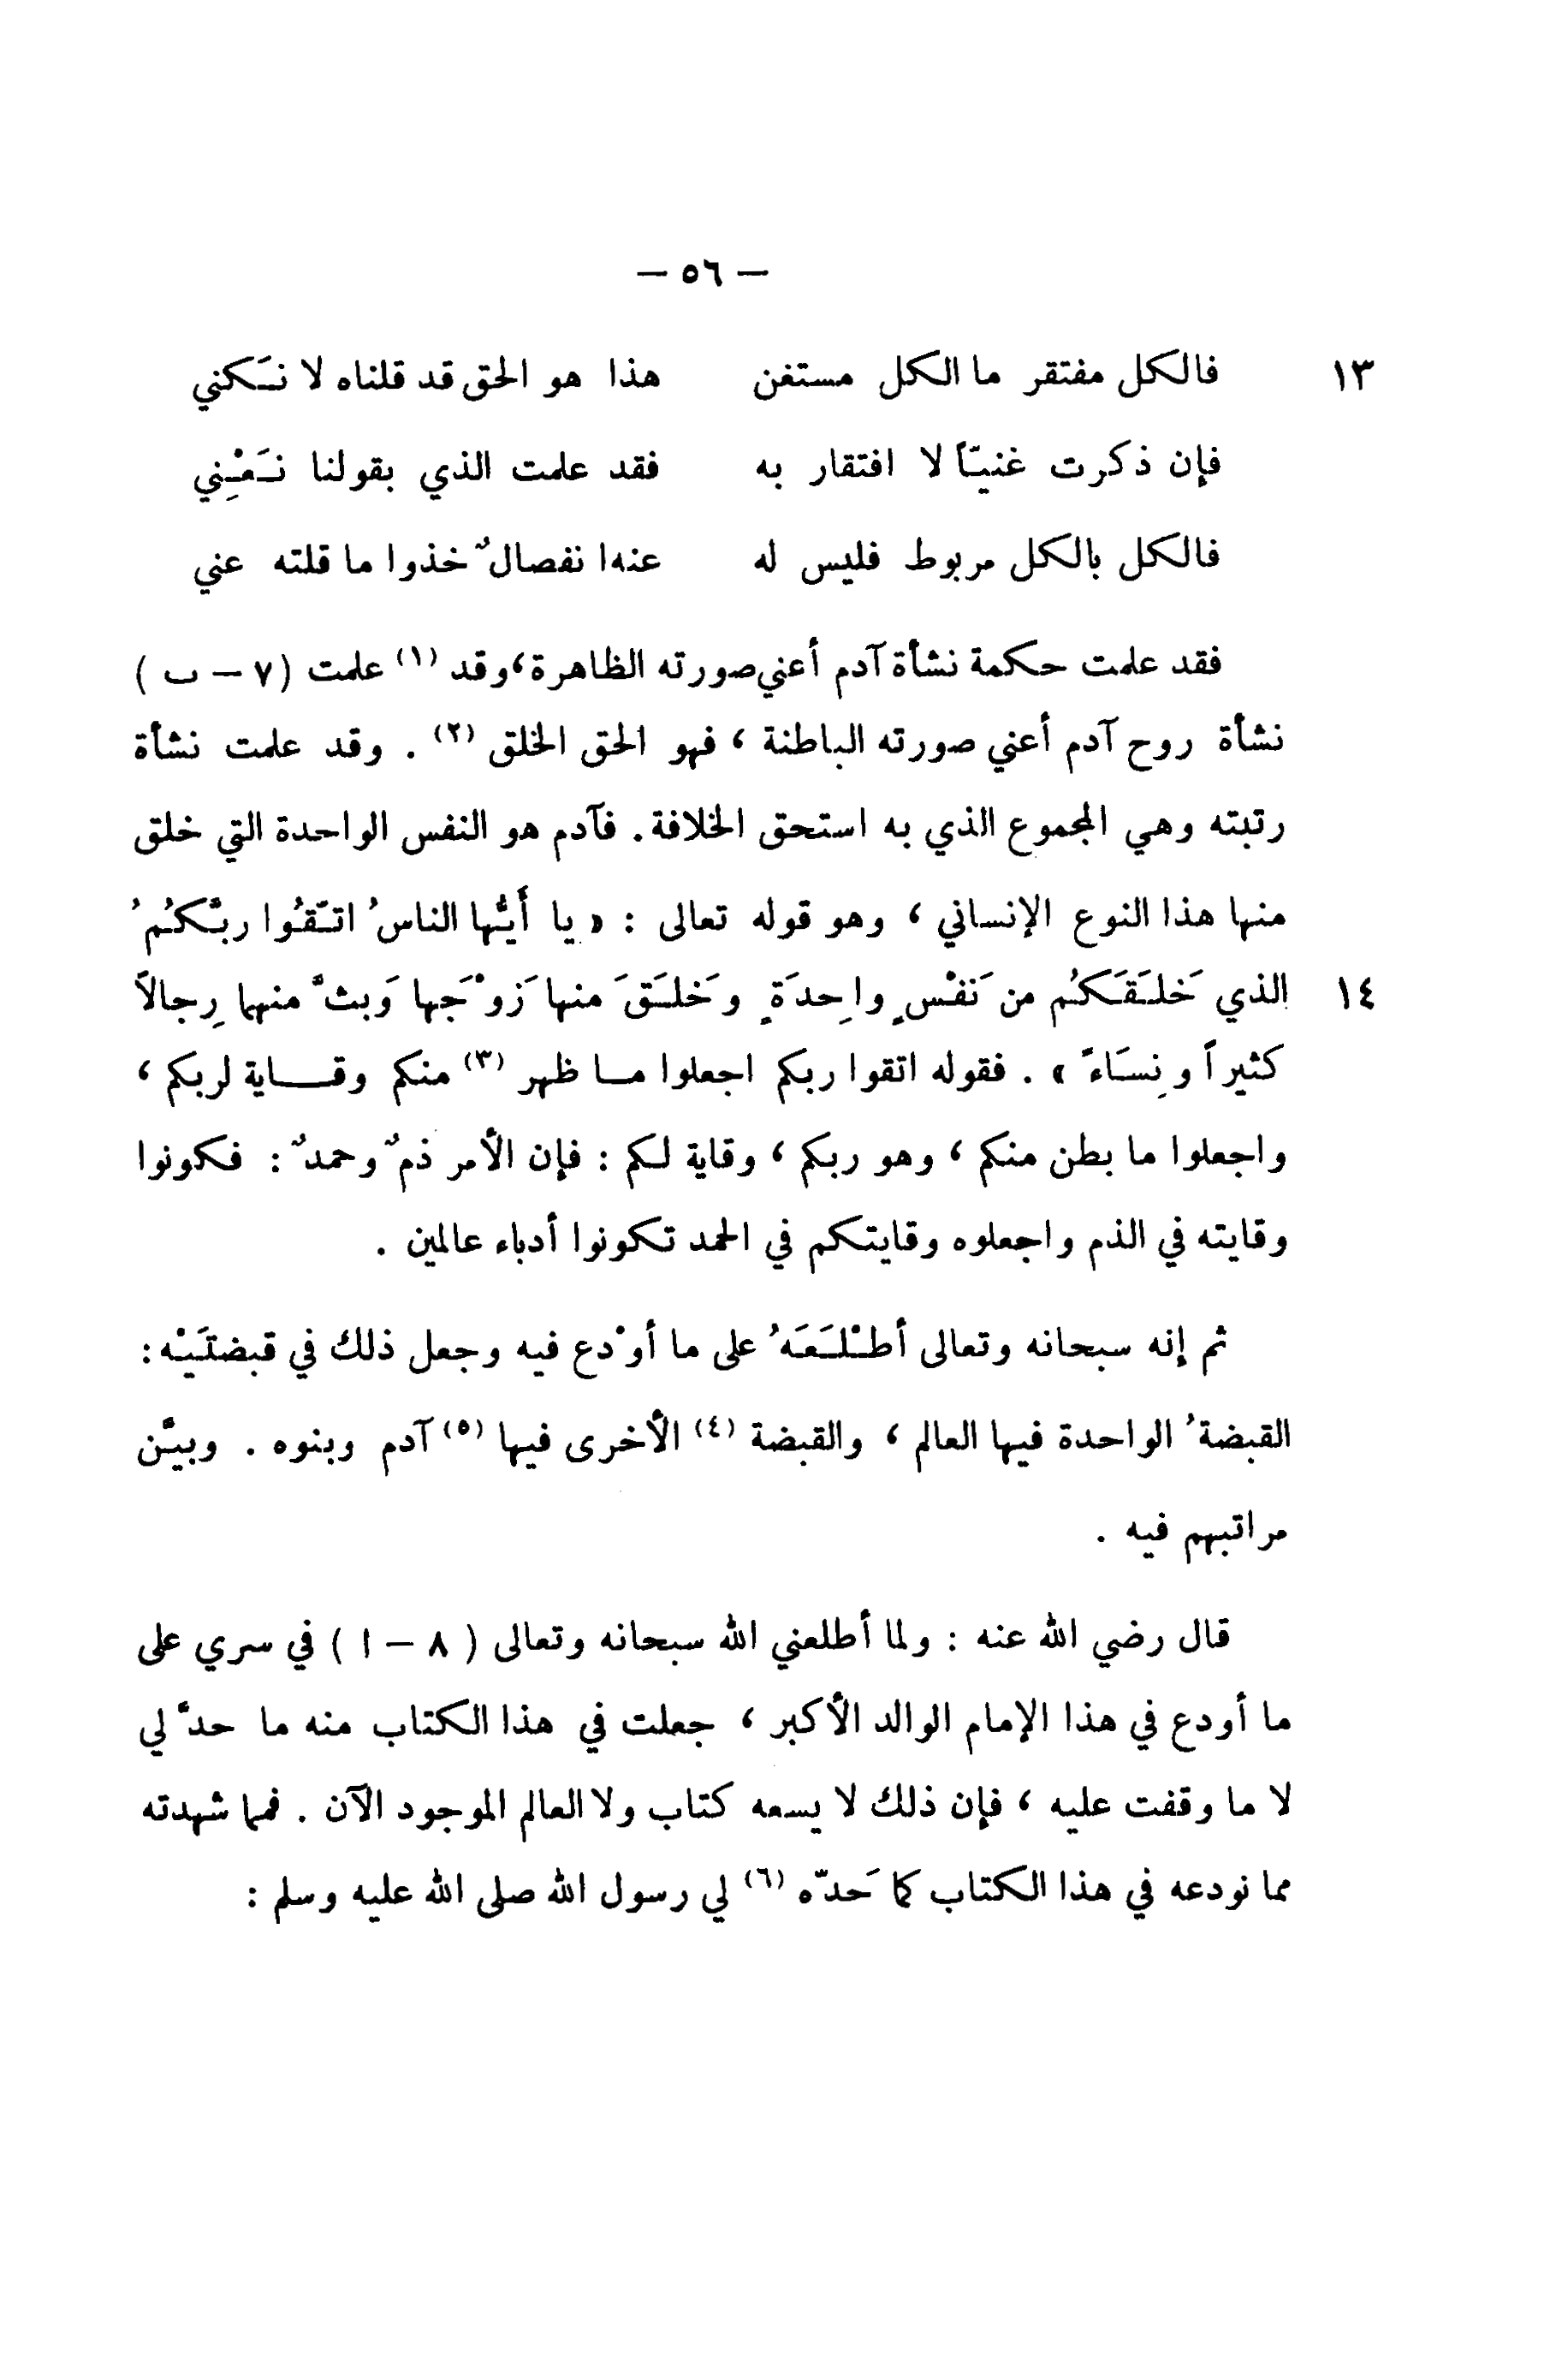 — ٥٦ —
١٣ فالكل مفتقر ما الكل مستغن هذا هو الحق قد قلناه لا نَكني
فإن ذكرت غنيّاً لا افتقار به فقد علمت الذي بقولنا نَعْنِي
فالكل بالكل مربوط فليس له عنه انفصالٌ خذوا ما قلته عني
فقد علمت حكمة نشأة آدم أعني صورته الظاهرة، وقد (١) علمت (٧ – ب)
نشأة روح آدم أعني صورته الباطنة ، فهو الحق الخلق (٢) . وقد علمت نشأة
رتبته وهي المجموع الذي به استحق الخلافة . فآدم هو النفس الواحدة التي خلق
منها هذا النوع الإنساني ، وهو قوله تعالى : « يا أَيُّها الناسُ اتَّقُوا ربَّكُمُ
١٤ الذي خَلَقَكُم من نَفْسٍ واحِدَةٍ وخَلَقَ منها زَوْجَها وَبثَّ منهما رِجالاً
كثيراً ونِسَاءً » . فقوله اتقوا ربكم اجعلوا مـا ظهر (٣) منكم وقـاية لربكم ،
واجعلوا ما بطن منكم ، وهو ربكم ، وقاية لكم : فإن الأمر ذمٌ وحمدٌ : فكونوا
وقايته في الذم واجعلوه وقايتكم في الحمد تكونوا أدباء عالمين .
ثم إنه سبحانه وتعالى أطْلَعَهُ على ما أوْدع فيه وجعل ذلك في قبضتَيْه :
القبضةُ الواحدة فيها العالم ، والقبضة (٤) الأخرى فيها (٥) آدم وبنوه . وبيَّن
مراتبهم فيه .
قال رضي الله عنه : ولما أطلعني الله سبحانه وتعالى ( ٨ – ا ) في سري على
ما أودع في هذا الإمام الوالد الأكبر ، جعلت في هذا الكتاب منه ما حدَّ لي
لا ما وقفت عليه ، فإن ذلك لا يسعه كتاب ولا العالم الموجود الآن . فمما شهدته
مما نودعه في هذا الكتاب كما حَدّه (٦) لي رسول الله صلى الله عليه وسلم :